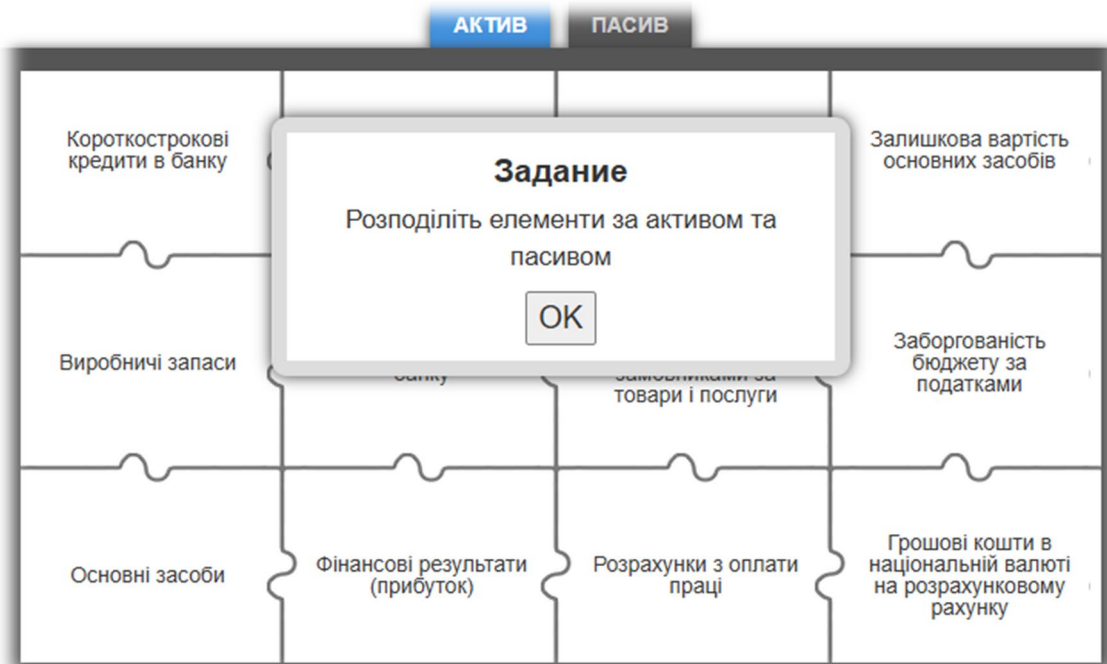 АКТИВ
ПАСИВ
Короткострокові
кредити в банку
Залишкова вартість
основних засобів
Задание
Розподіліть елементи за активом та
пасивом
OK
Виробничі запаси
банку
замовниками за
товари і послуги
Заборгованість
бюджету за
податками
Основні засоби
Фінансові результати
(прибуток)
Розрахунки з оплати
праці
Грошові кошти в
національній валюті
на розрахунковому
рахунку